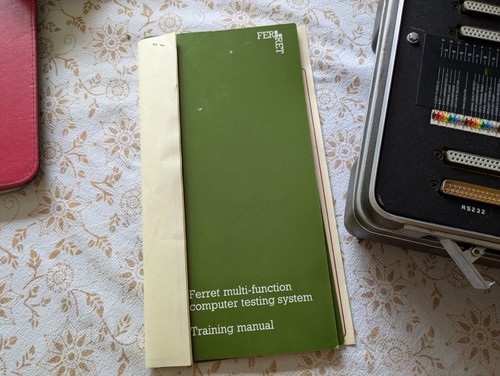 FERRET
Ferret multi-function
computer testing system
Training manual
RS232